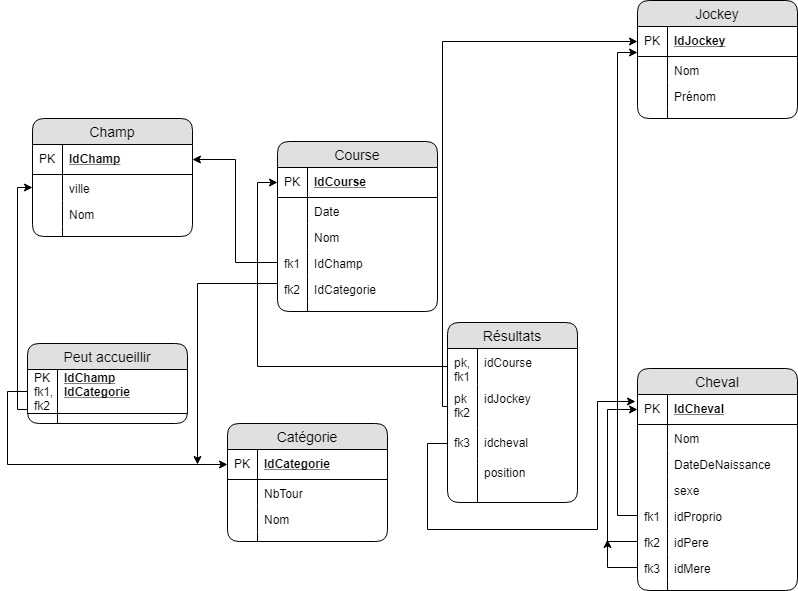 Jockey
PK IdJockey
Nom
Prénom
Champ
PK IdChamp
ville
Nom
Course
PK IdCourse
Date
Nom
fk1 IdChamp
fk2 IdCategorie
Résultats
pk, idCourse
fk1
pk idJockey
fk2
fk3 idcheval
position
Peut accueillir
PK IdChamp
fk1, IdCategorie
fk2
Catégorie
PK IdCategorie
NbTour
Nom
Cheval
PK IdCheval
Nom
DateDeNaissance
sexe
fk1 idProprio
fk2 idPere
fk3 idMere